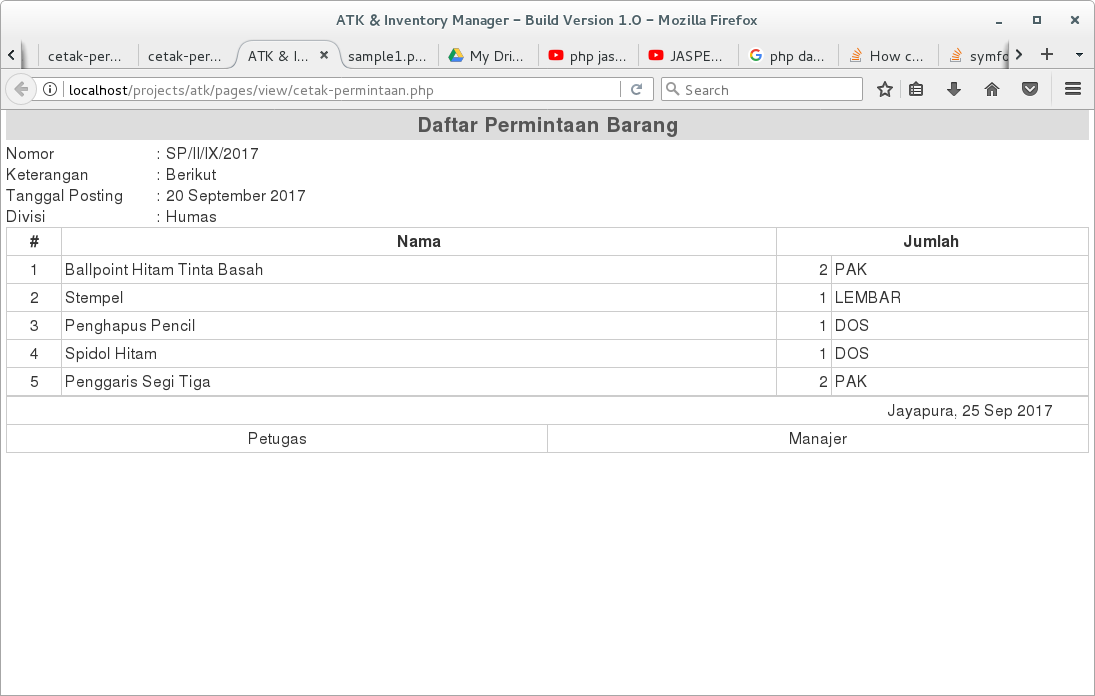 ATK & Inventory Manager - Build Version 1.0 - Mozilla Firefox
cetak-per... cetak-per... ATK & I... sample1.p... My Dri... php jas... JASPE... php da... How c... symfo
localhost/projects/atk/pages/view/cetak-permintaan.php Search
Daftar Permintaan Barang
Nomor : SP/II/IX/2017
Keterangan : Berikut
Tanggal Posting : 20 September 2017
Divisi : Humas
# Nama Jumlah
1 Ballpoint Hitam Tinta Basah 2 PAK
2 Stempel 1 LEMBAR
3 Penghapus Pencil 1 DOS
4 Spidol Hitam 1 DOS
5 Penggaris Segi Tiga 2 PAK
Jayapura, 25 Sep 2017
Petugas Manajer